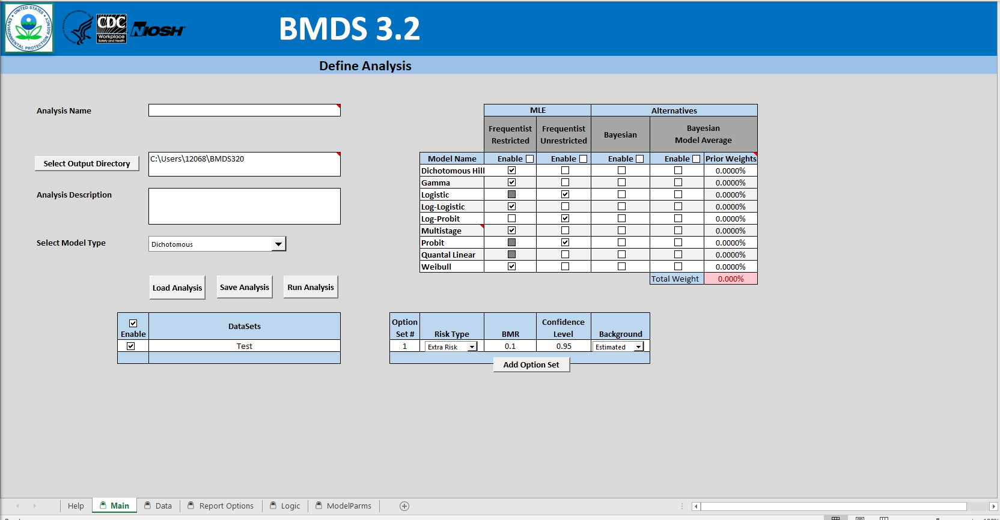 UNITED STATES
ENVIRONMENTAL PROTECTION AGENCY
CDC
Workplace
Safety and Health
NIOSH
BMDS 3.2
Define Analysis
Analysis Name
Select Output Directory
C:\Users\12068\BMDS320
Analysis Description
Select Model Type
Dichotomous
Load Analysis
Save Analysis
Run Analysis
MLE
Alternatives
Frequentist
Restricted
Frequentist
Unrestricted
Bayesian
Bayesian
Model Average
Model Name Enable Enable Enable Enable Prior Weights
Dichotomous Hill 0.0000%
Gamma 0.0000%
Logistic 0.0000%
Log-Logistic 0.0000%
Log-Probit 0.0000%
Multistage 0.0000%
Probit 0.0000%
Quantal Linear 0.0000%
Weibull 0.0000%
Total Weight 0.000%
Enable
DataSets
Test
Option
Set #
Risk Type
BMR
Confidence
Level
Background
1 Extra Risk 0.1 0.95 Estimated
Add Option Set
Help Main Data Report Options Logic ModelParms